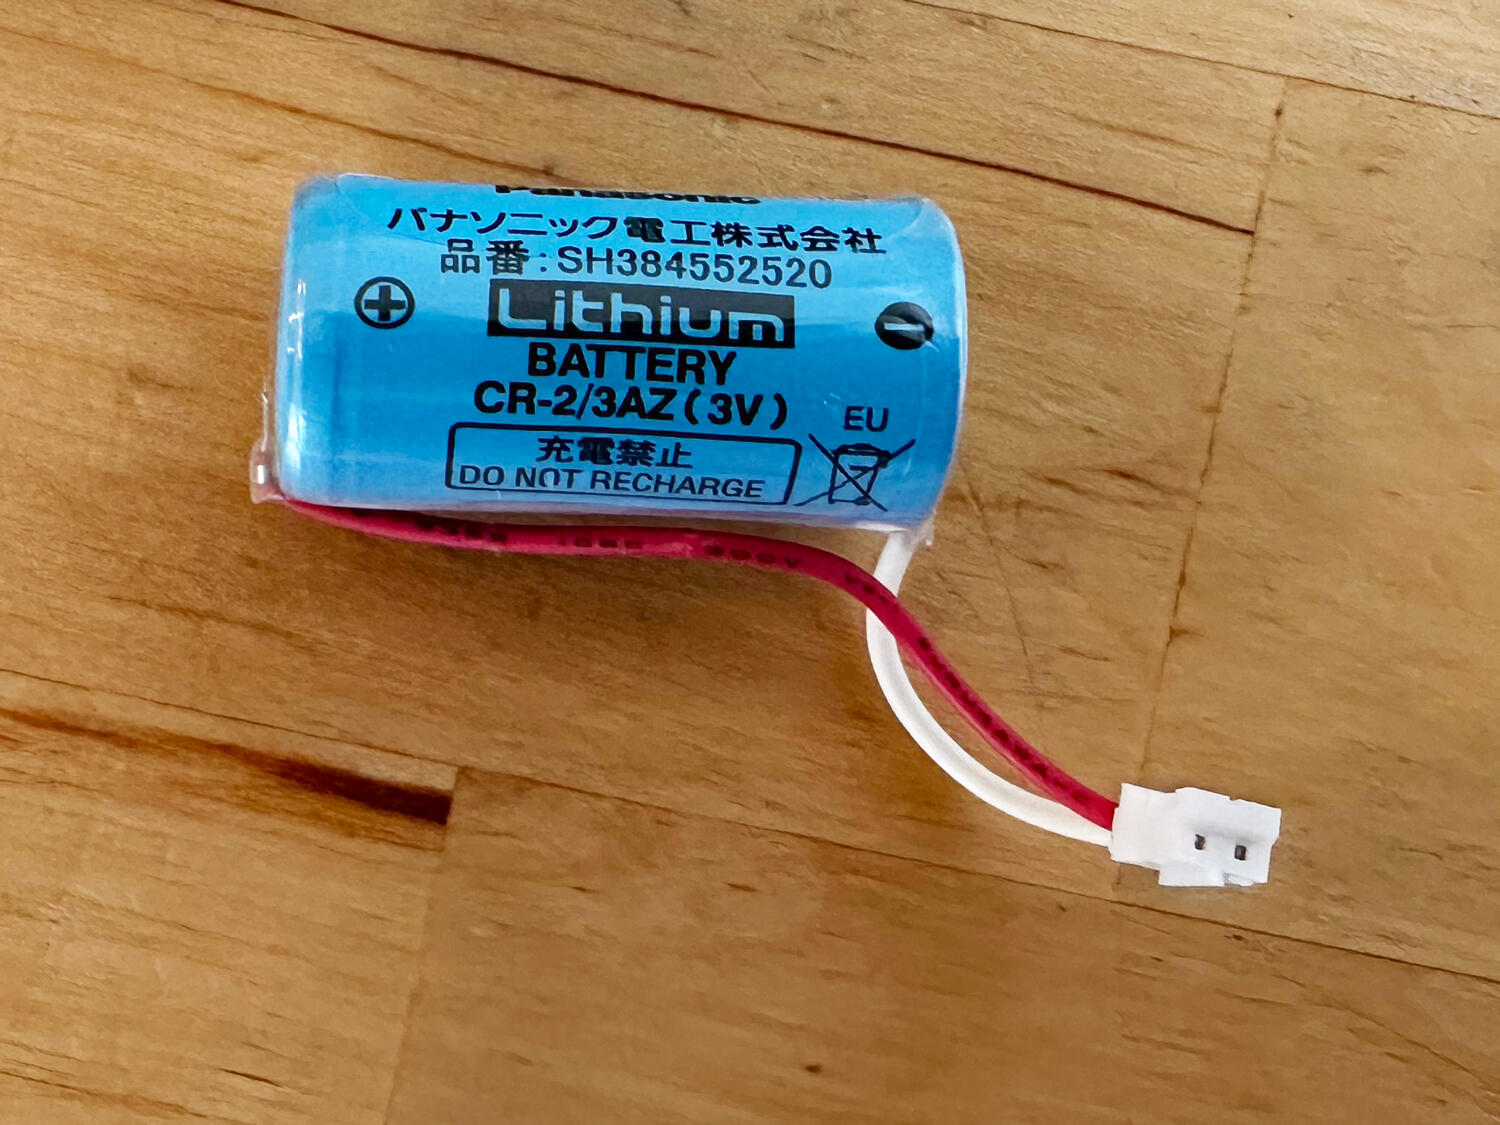 Panasonic
パナソニック電工株式会社
品番:SH384552520
Lithium
BATTERY
CR-2/3AZ(3V)
EU
充電禁止
DO NOT RECHARGE